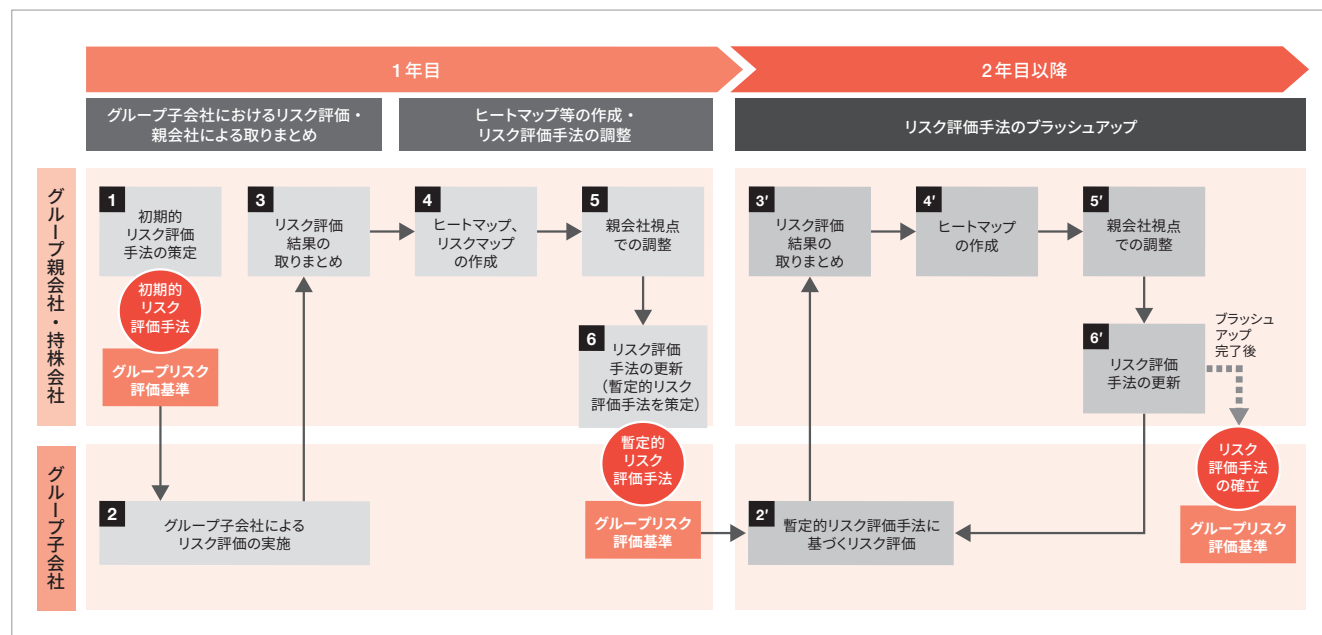 1年目
2年目以降
グループ子会社におけるリスク評価・
親会社による取りまとめ
ヒートマップ等の作成・
リスク評価手法の調整
リスク評価手法のブラッシュアップ
グループ親会社・持株会社
1
初期的
リスク評価
手法の策定
初期的
リスク
評価手法
グループリスク
評価基準
3
リスク評価
結果の
取りまとめ
4
ヒートマップ、
リスクマップ
の作成
5
親会社視点
での調整
6
リスク評価
手法の更新
(暫定的リスク
評価手法を策定)
3′
リスク評価
結果の
取りまとめ
4′
ヒートマップ
の作成
5′
親会社視点
での調整
6′
リスク評価
手法の更新
ブラッシュ
アップ
完了後
グループ子会社
2
グループ子会社による
リスク評価の実施
暫定的
リスク
評価手法
グループリスク
評価基準
2′
暫定的リスク評価手法に
基づくリスク評価
リスク
評価手法
の確立
グループリスク
評価基準